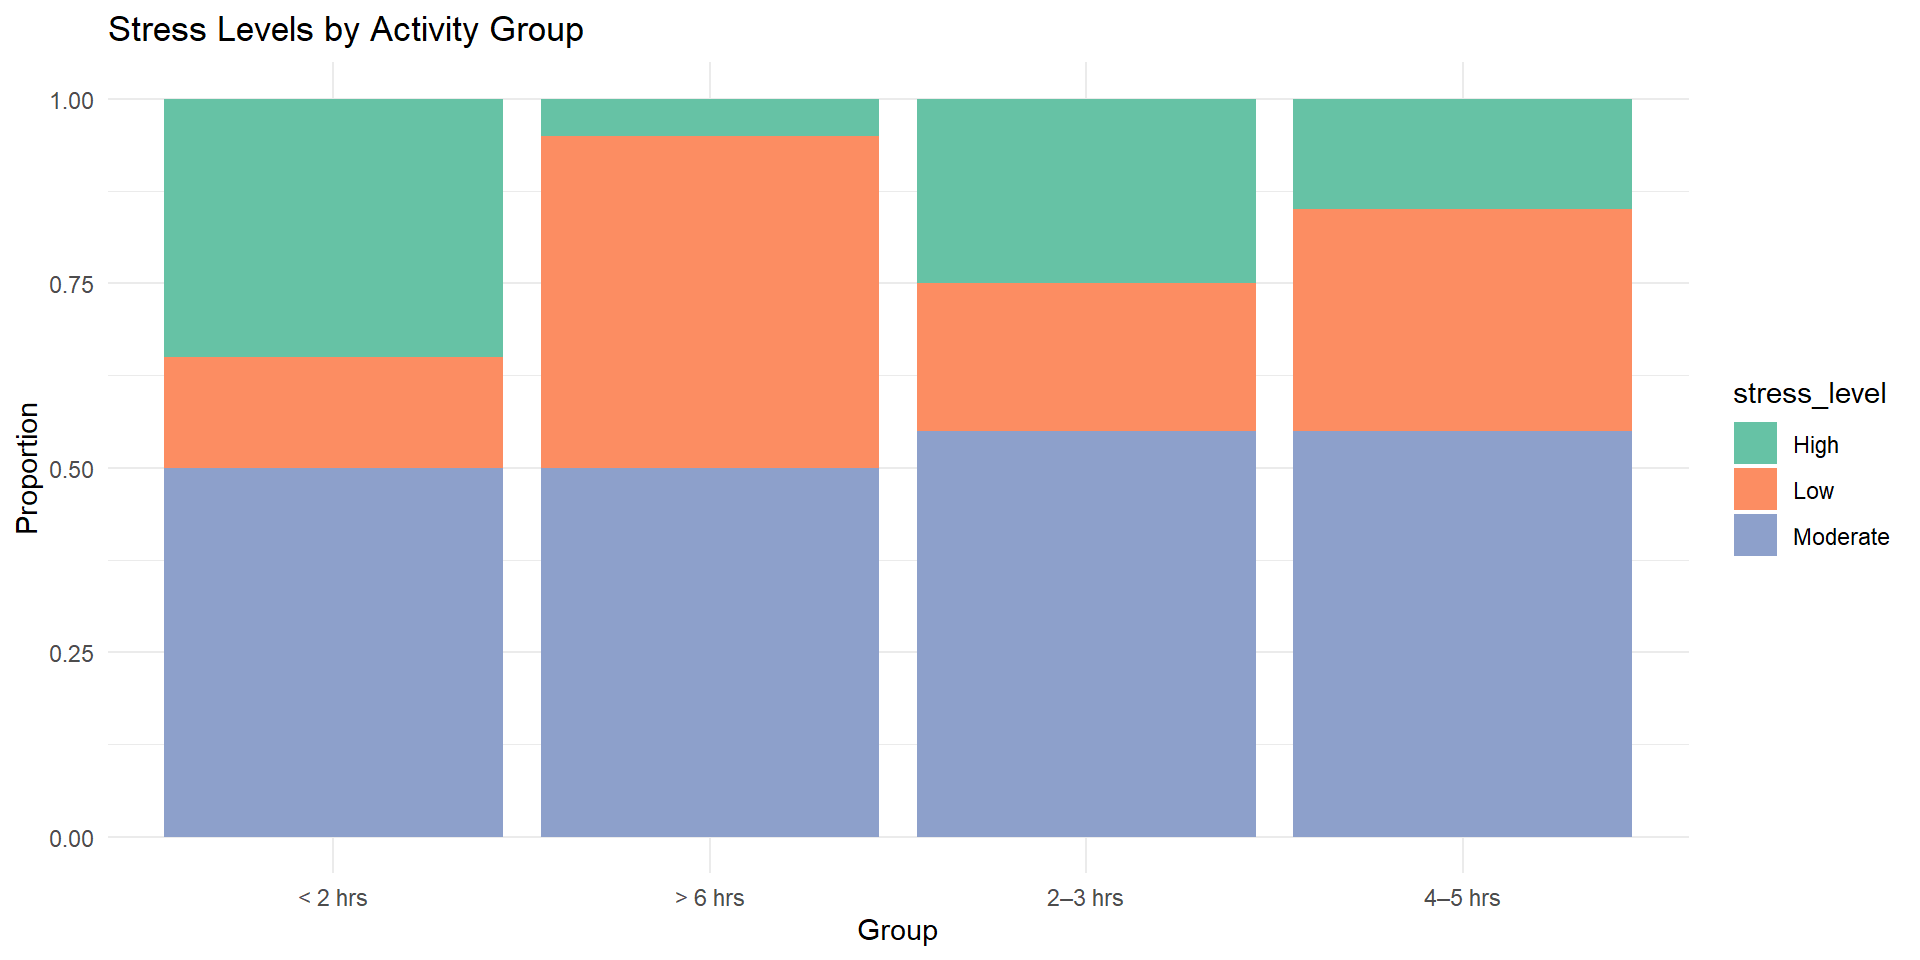 Stress Levels by Activity Group
1.00
0.75
0.50
0.25
0.00
Proportion
< 2 hrs
> 6 hrs
2–3 hrs
4–5 hrs
Group
stress_level
High
Low
Moderate